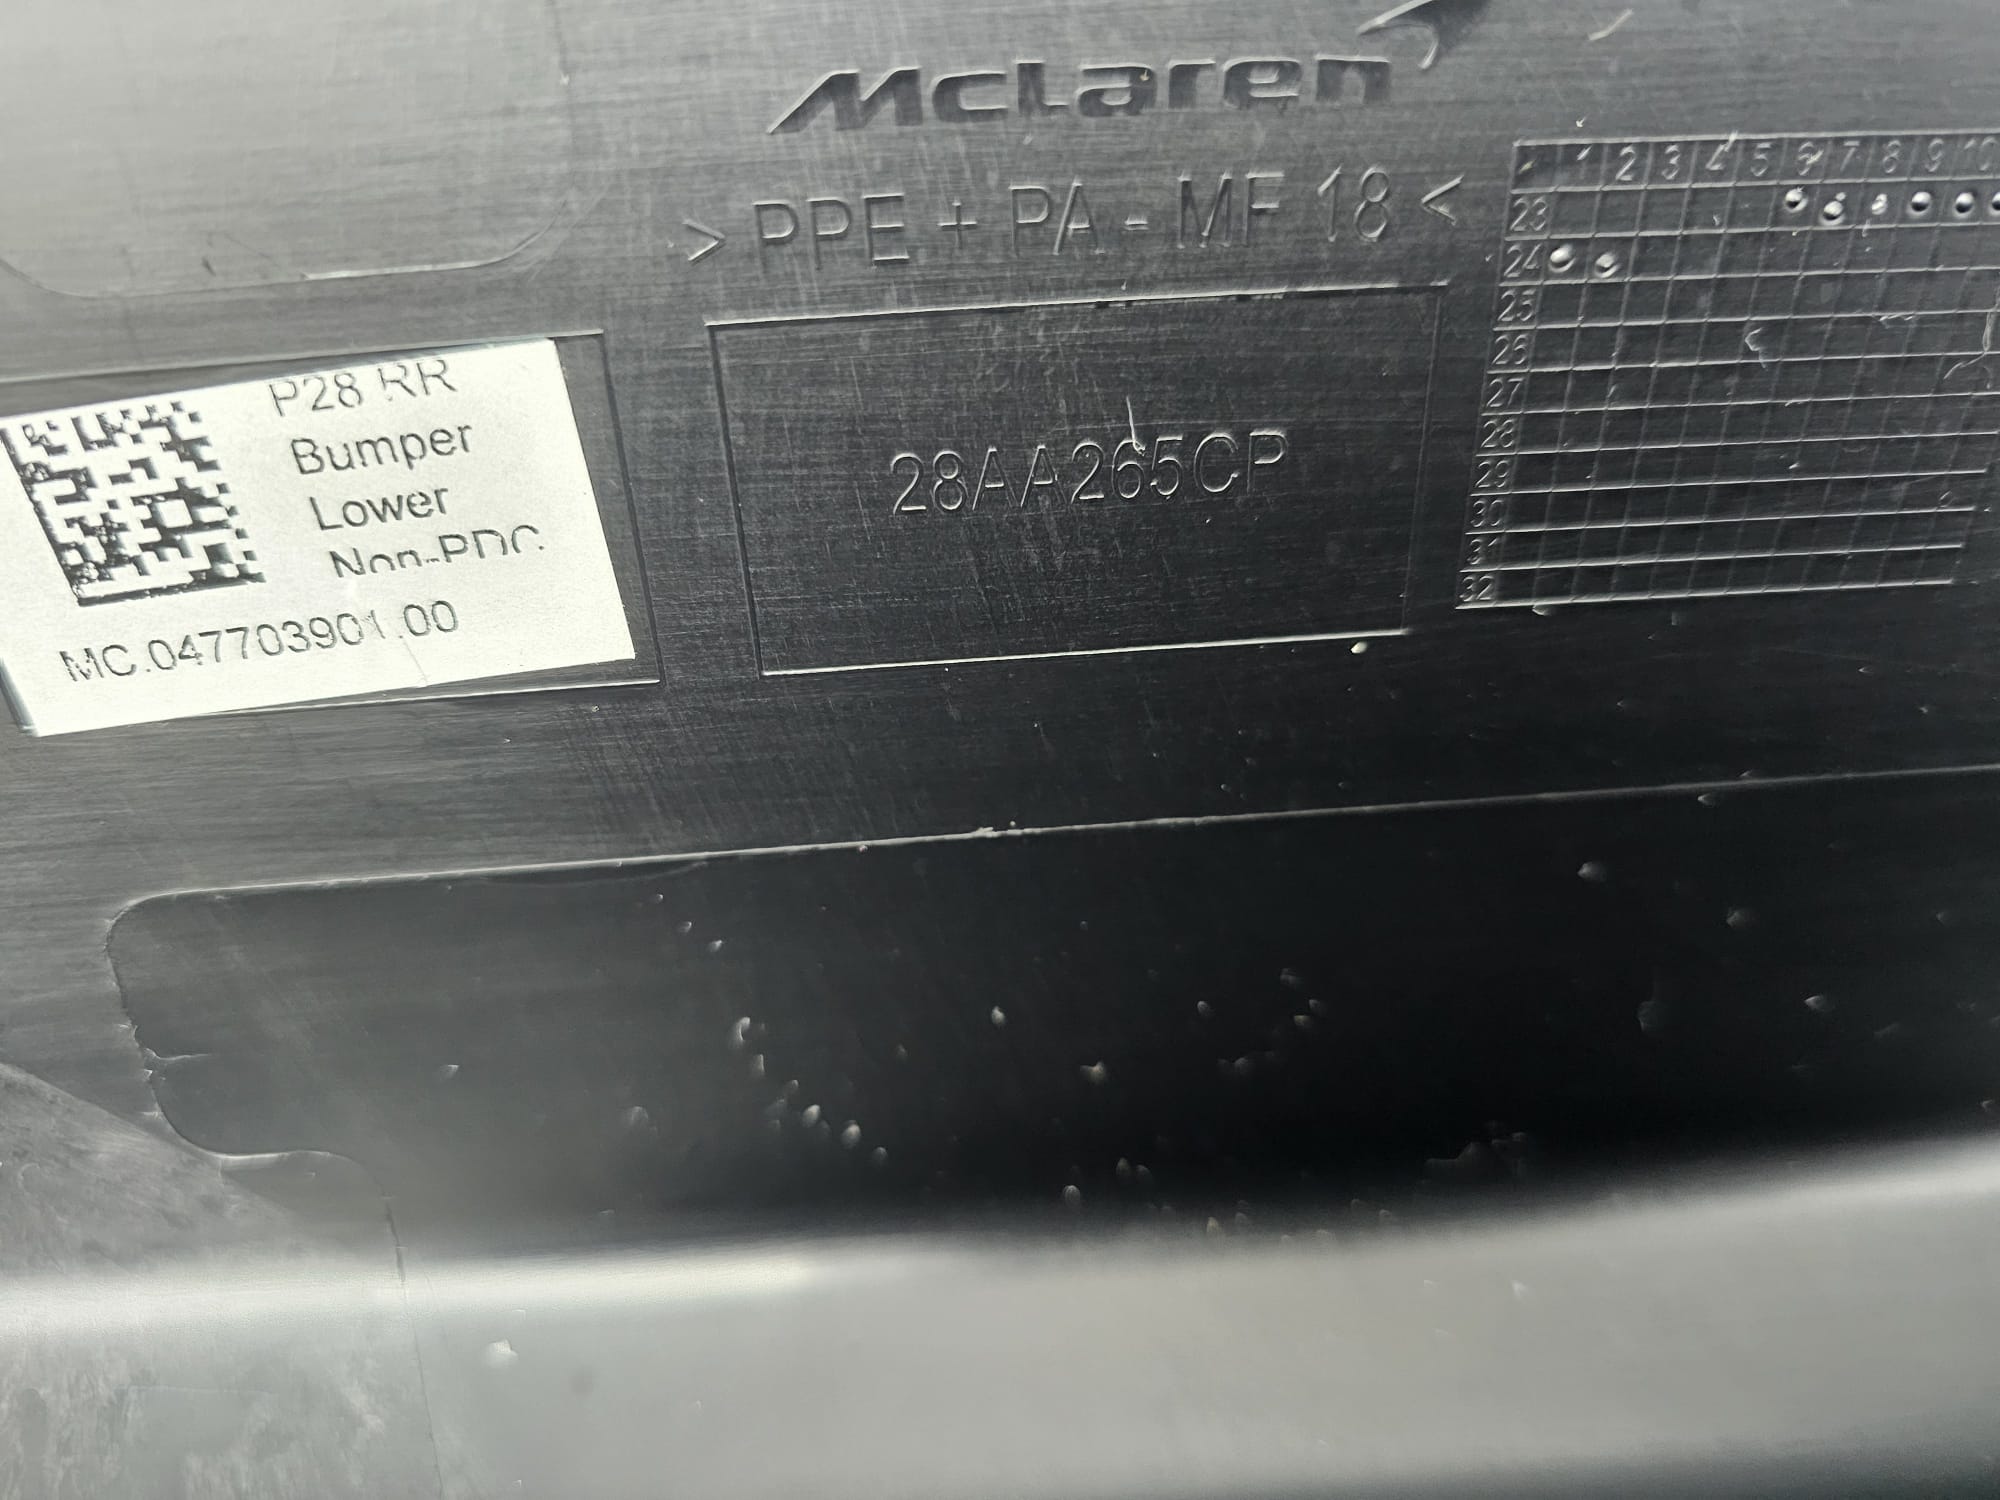 McLaren
> PPE + PA - MF 18 <
P28 RR
Bumper
Lower
Non-PDC
MC.047703901.00
28AA265CP
1 2 3 4 5 6 7 8 9 10
23
24
25
26
27
28
29
30
31
32